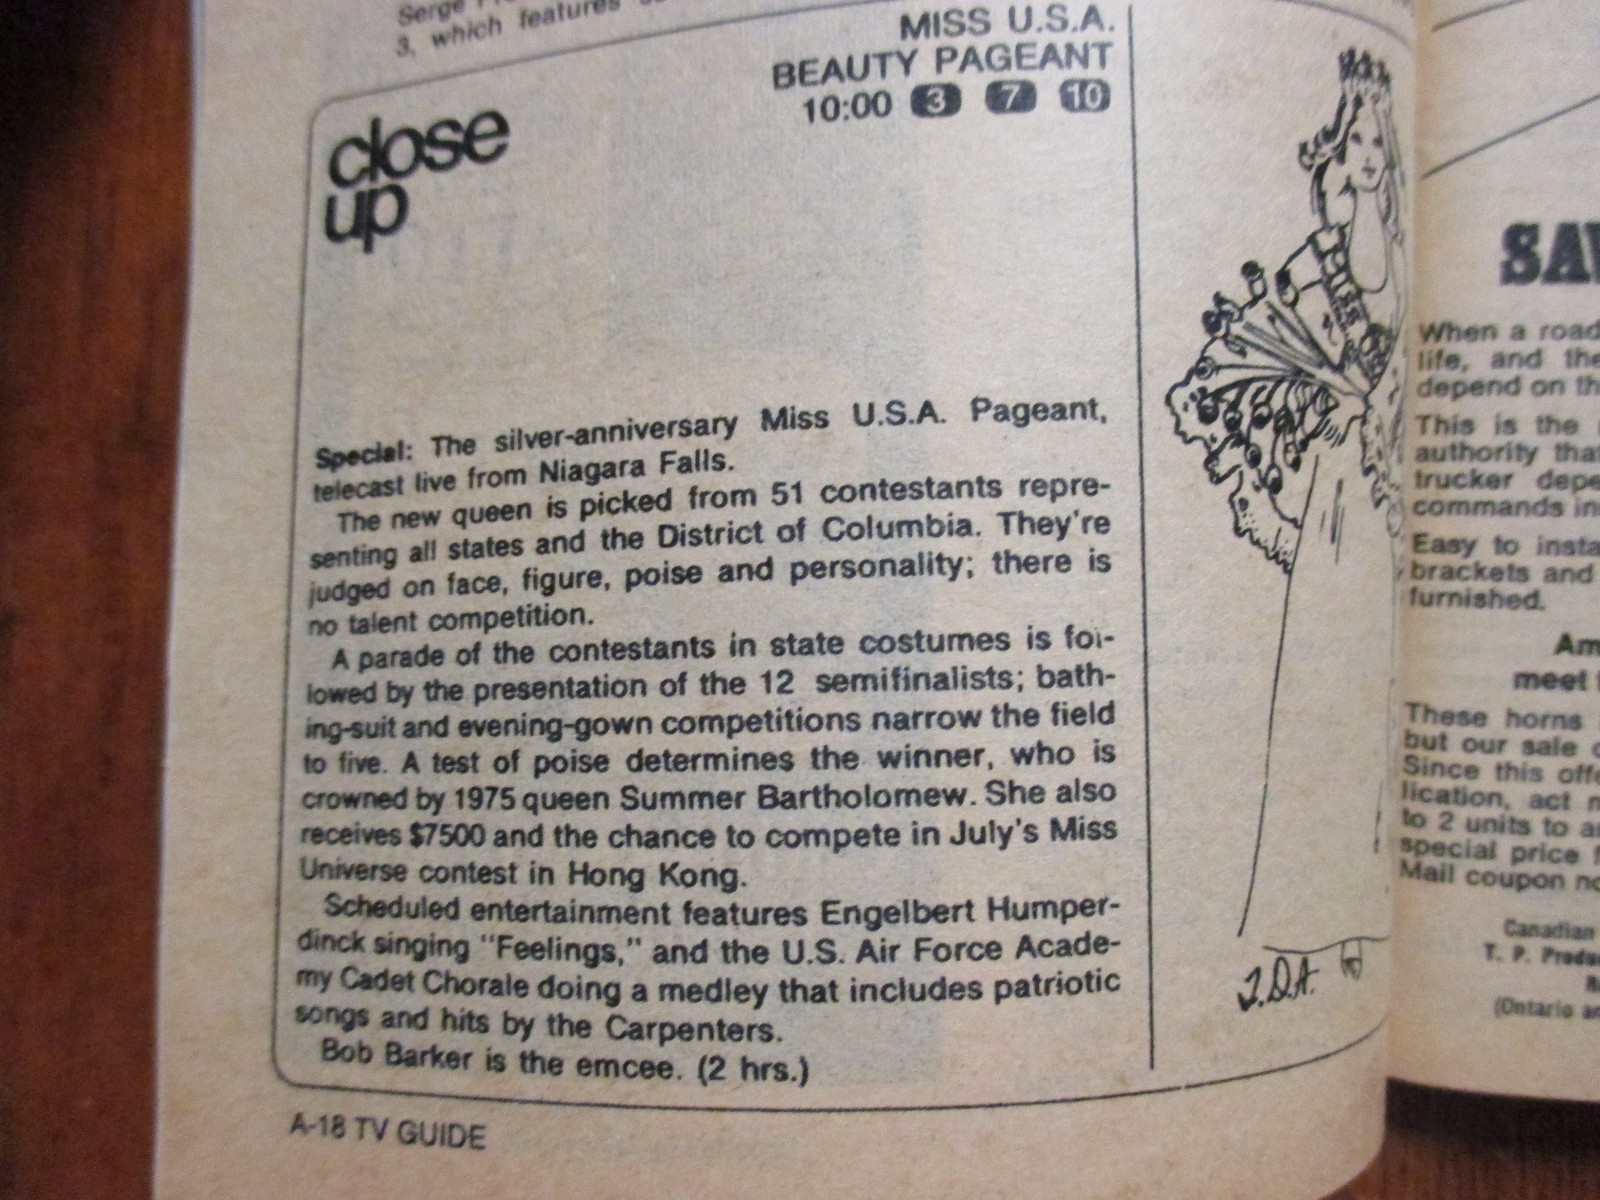 Serge
3, which features
close
up
MISS U.S.A.
BEAUTY PAGEANT
10:00 3 7 10
Special: The silver-anniversary Miss U.S.A. Pageant,
telecast live from Niagara Falls.
The new queen is picked from 51 contestants repre-
senting all states and the District of Columbia. They're
judged on face, figure, poise and personality; there is
no talent competition.
A parade of the contestants in state costumes is fol-
lowed by the presentation of the 12 semifinalists; bath-
ing-suit and evening-gown competitions narrow the field
to five. A test of poise determines the winner, who is
crowned by 1975 queen Summer Bartholomew. She also
receives $7500 and the chance to compete in July's Miss
Universe contest in Hong Kong.
Scheduled entertainment features Engelbert Humper-
dinck singing "Feelings," and the U.S. Air Force Acade-
my Cadet Chorale doing a medley that includes patriotic
songs and hits by the Carpenters.
Bob Barker is the emcee. (2 hrs.)
A-18 TV GUIDE
J.D.A.
SAV
When a road
life, and the
depend on th
This is the
authority that
trucker depe
commands in
Easy to insta
brackets and
furnished.
Am
meet
These horns
but our sale
Since this offe
lication, act
to 2 units to a
special price
Mail coupon no
Canadian
T. P. Produ
(Ontario an